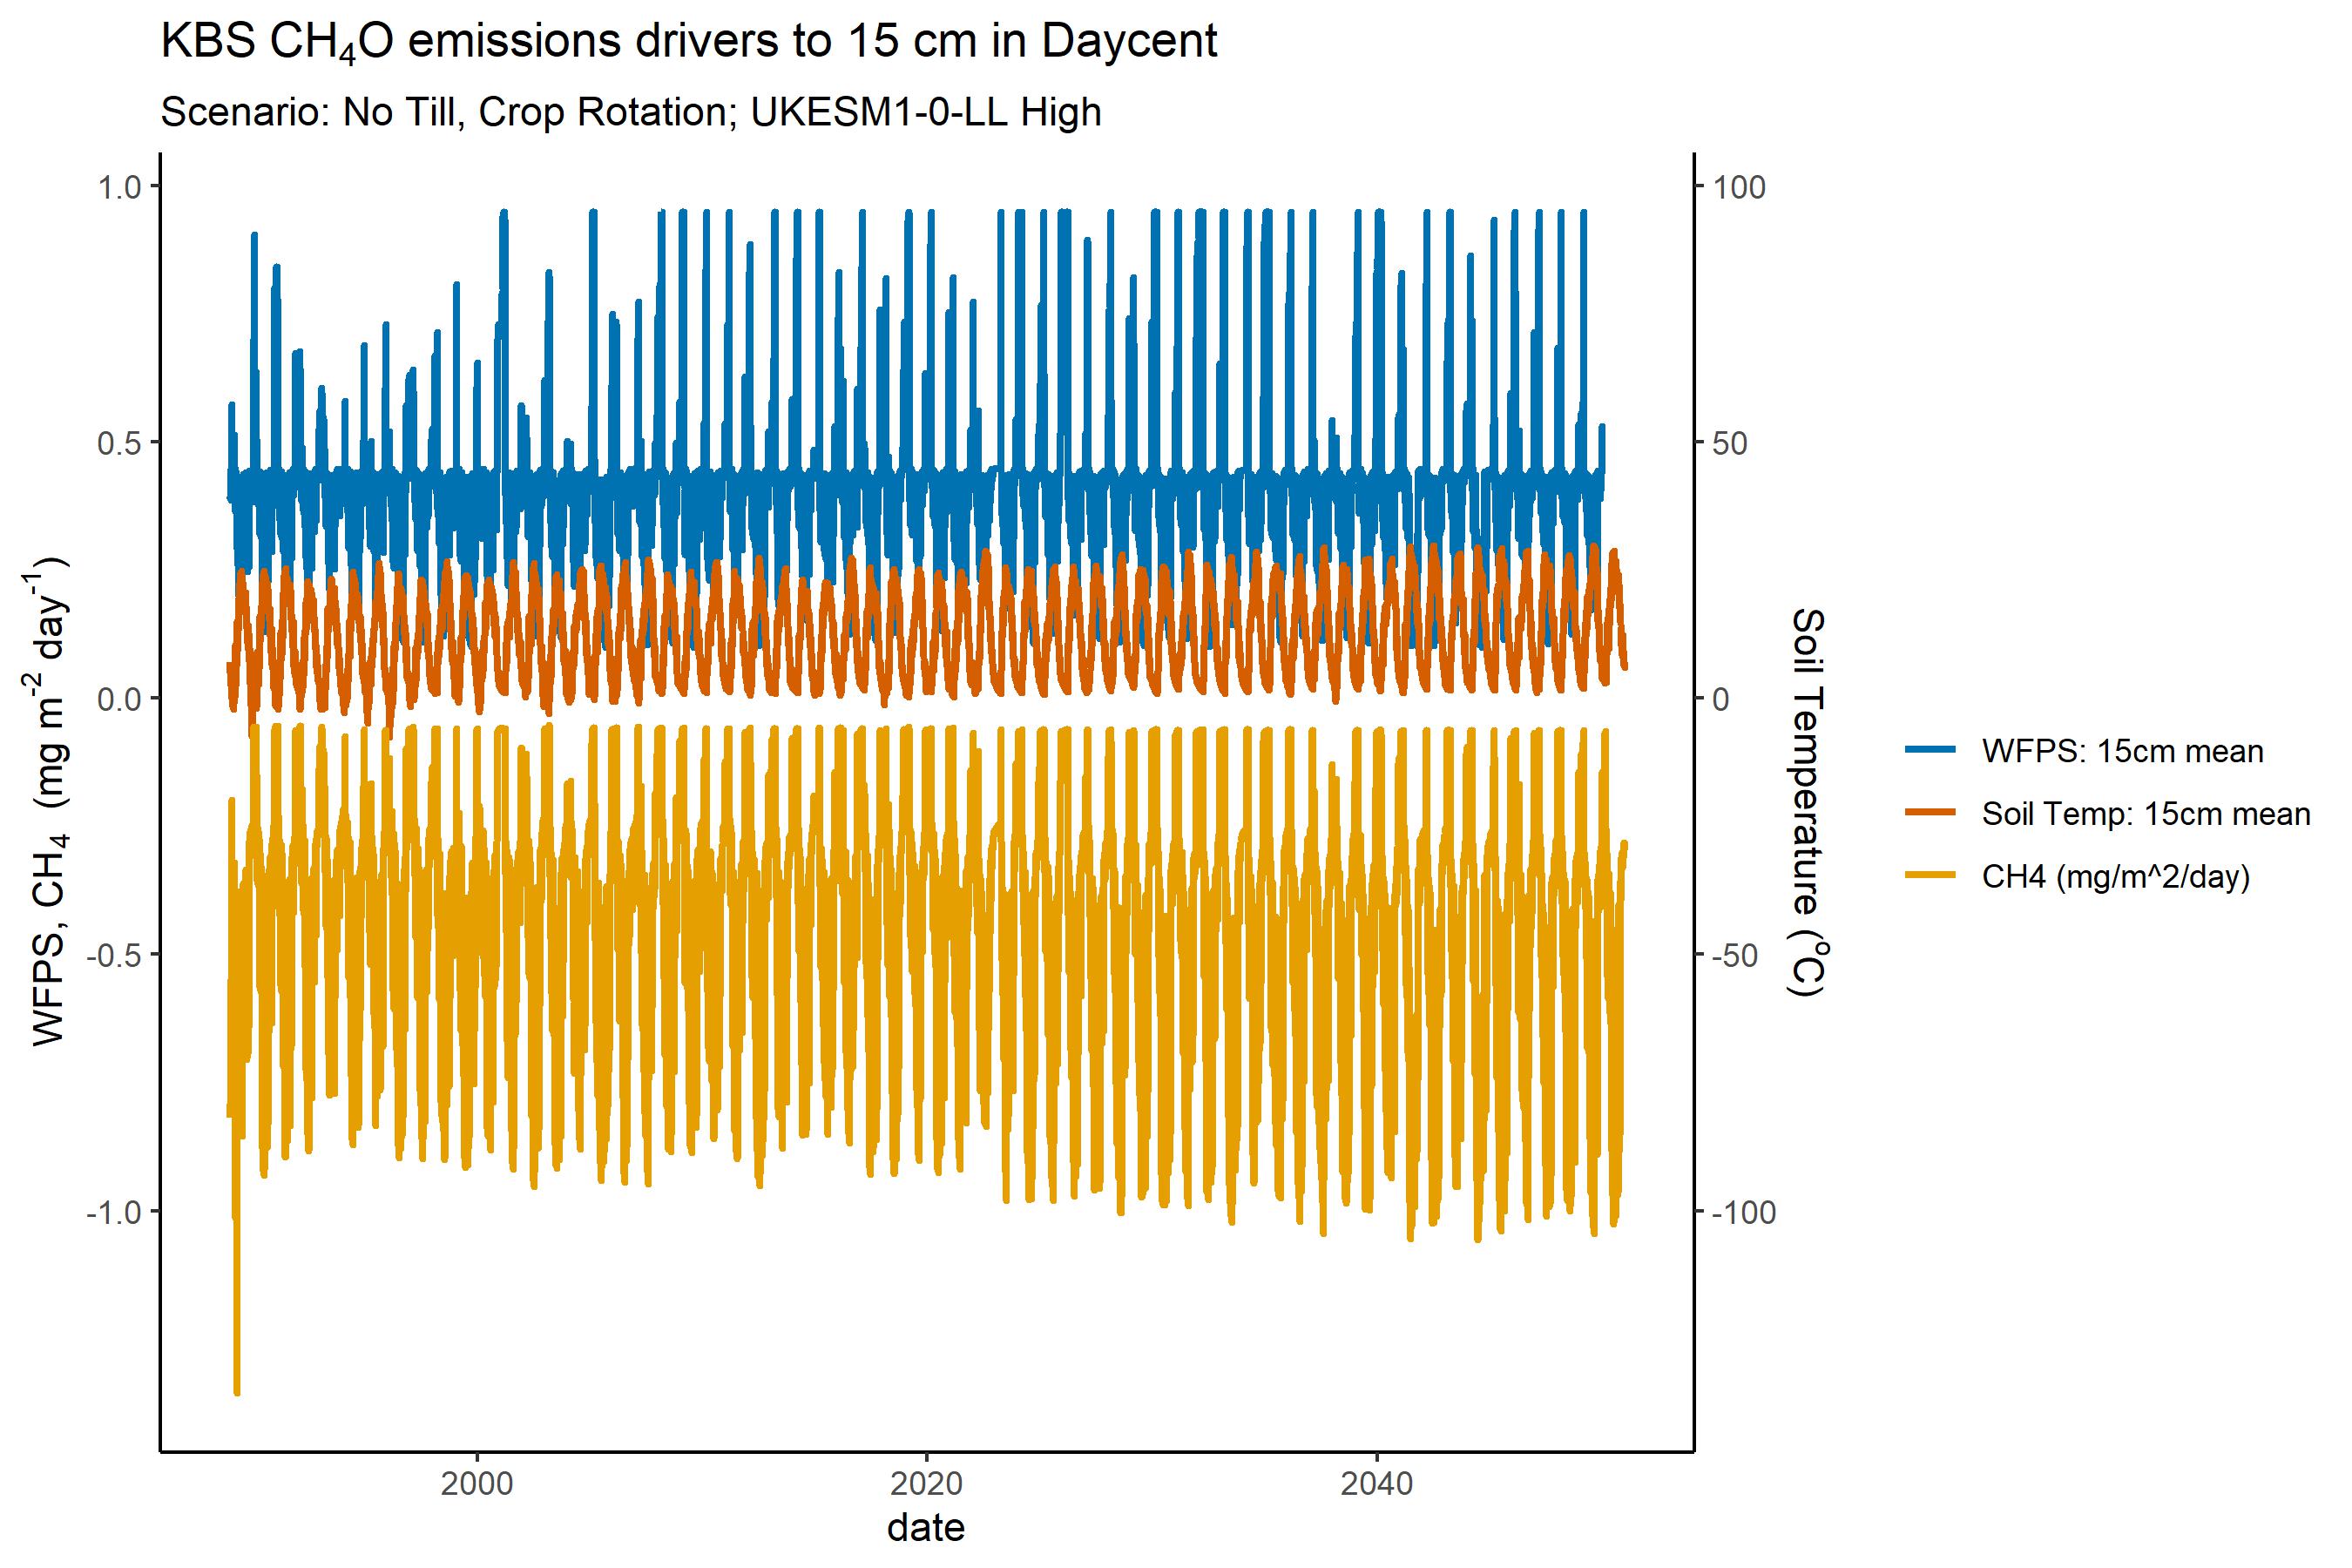 KBS CH₄O emissions drivers to 15 cm in Daycent
Scenario: No Till, Crop Rotation; UKESM1-0-LL High
1.0
0.5
0.0
-0.5
-1.0
WFPS, CH₄ (mg m⁻² day⁻¹)
100
50
0
-50
-100
Soil Temperature (°C)
2000
2020
2040
date
WFPS: 15cm mean
Soil Temp: 15cm mean
CH4 (mg/m^2/day)